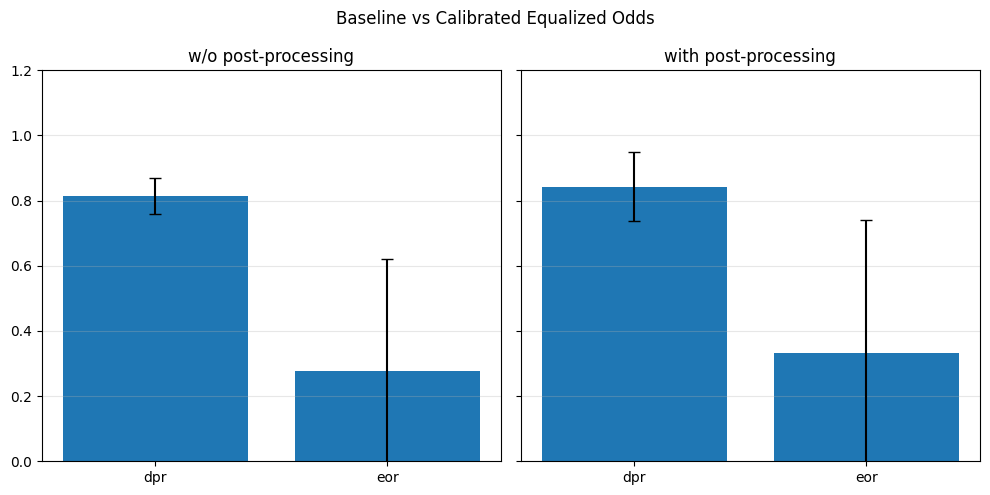 Baseline vs Calibrated Equalized Odds
w/o post-processing
with post-processing
1.2
1.0
0.8
0.6
0.4
0.2
0.0
dpr
eor
dpr
eor